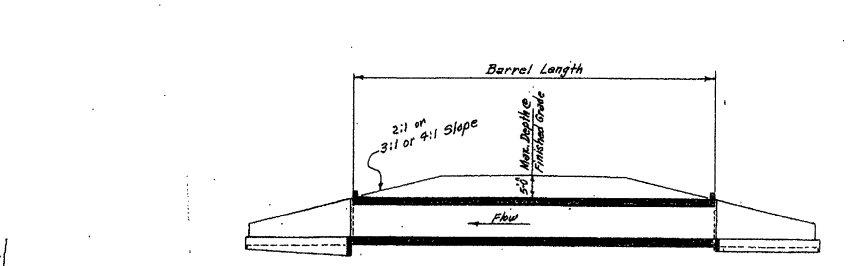 Barrel Length
2:1 or
3:1 or 4:1 Slope
5'-0" Max. Depth @
Finished Grade
Flow